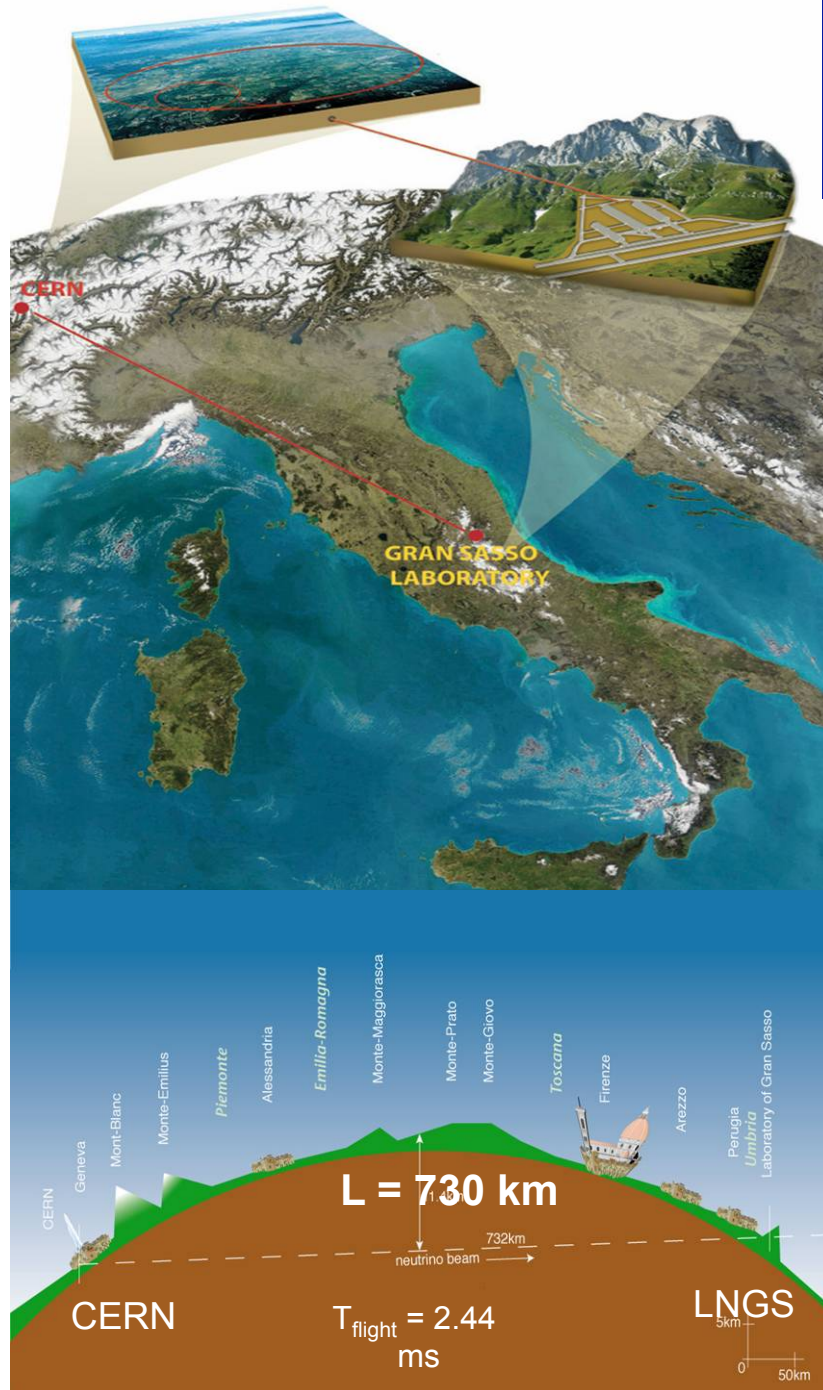 CERN
GRAN SASSO
LABORATORY
CERN
Geneva
Mont-Blanc
Monte-Emilius
Piemonte
Alessandria
Emilia-Romagna
Monte-Maggiorasca
Monte-Prato
Monte-Giovo
Toscana
Firenze
Arezzo
Perugia
Umbria
Laboratory of Gran Sasso
L = 730 km
732km
neutrino beam
CERN
T flight = 2.44
ms
LNGS
5km
0
50km